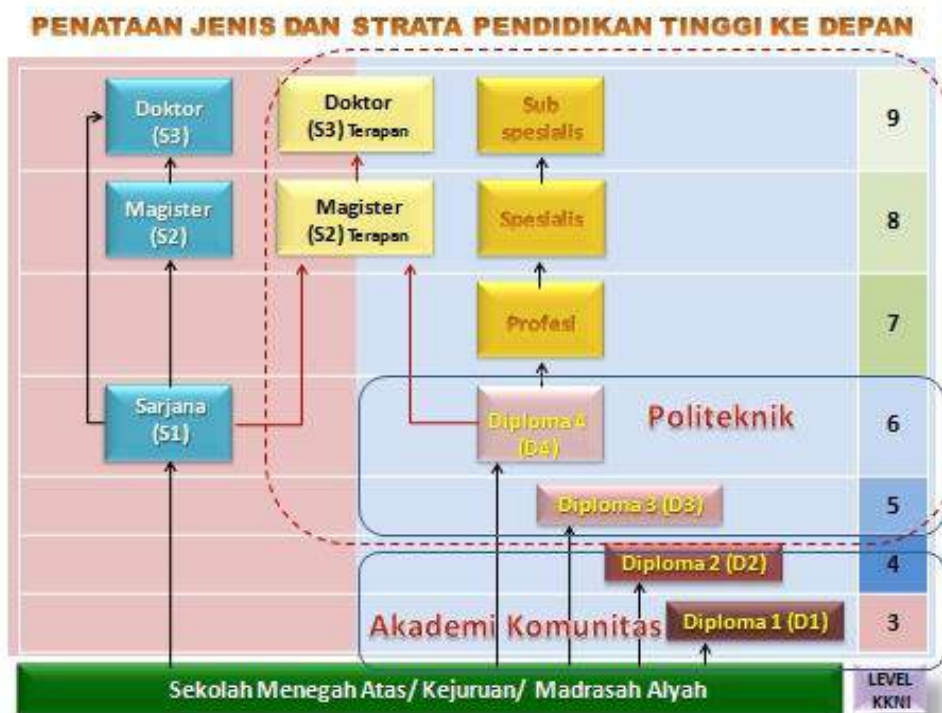 PENATAAN JENIS DAN STRATA PENDIDIKAN TINGGI KE DEPAN
Doktor
(S3)
Doktor
(S3) Terapan
Sub
spesialis
9
Magister
(S2)
Magister
(S2) Terapan
Spesialis
8
Profesi
7
Sarjana
(S1)
Diploma 4
(D4)
Politeknik
6
Diploma 3 (D3)
5
Diploma 2 (D2)
4
Akademi Komunitas
Diploma 1 (D1)
3
Sekolah Menegah Atas/ Kejuruan/ Madrasah Alyah
LEVEL
KKNI